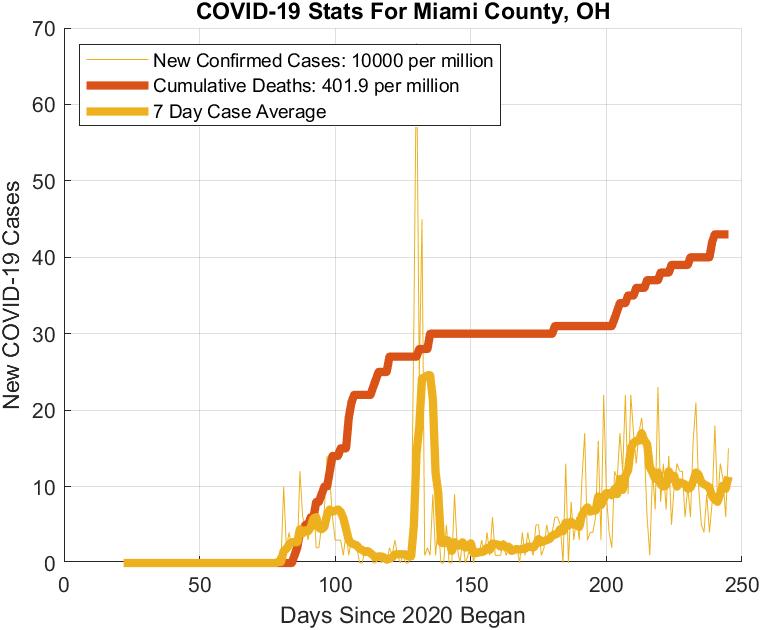 COVID-19 Stats For Miami County, OH
New Confirmed Cases: 10000 per million
Cumulative Deaths: 401.9 per million
7 Day Case Average
New COVID-19 Cases
70
60
50
40
30
20
10
0
0 50 100 150 200 250
Days Since 2020 Began